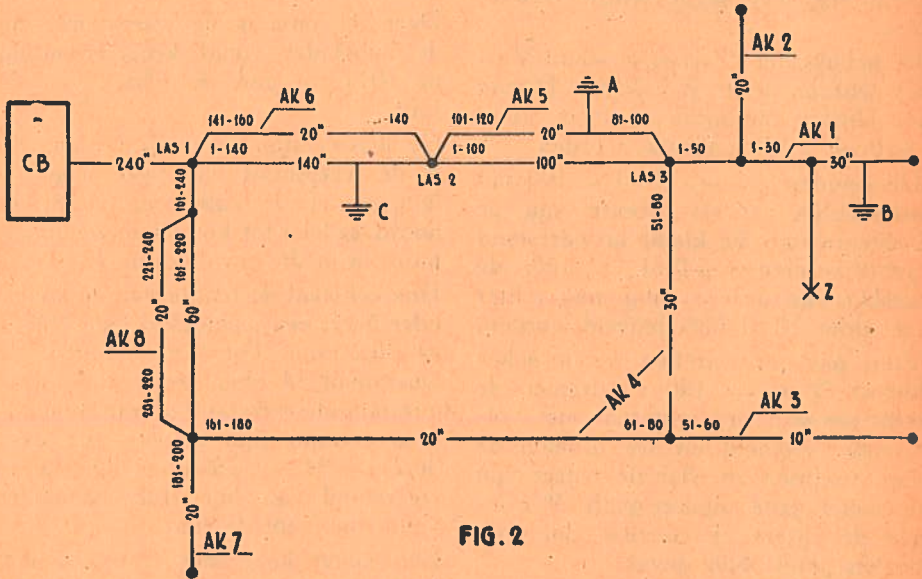 AK 2
20"
AK 6
141-160
20"
-140
AK 5
101-120
20"
A
81-100
CB
240"
LAS 1
1-140
140"
C
LAS 2
1-100
100"
LAS 3
1-50
1-30
AK 1
30"
B
Z
161-240
221-240
161-220
20"
60"
AK 8
201-220
51-80
30"
AK 4
161-180
20"
61-80
51-60
AK 3
10"
181-200
20"
AK 7
FIG. 2